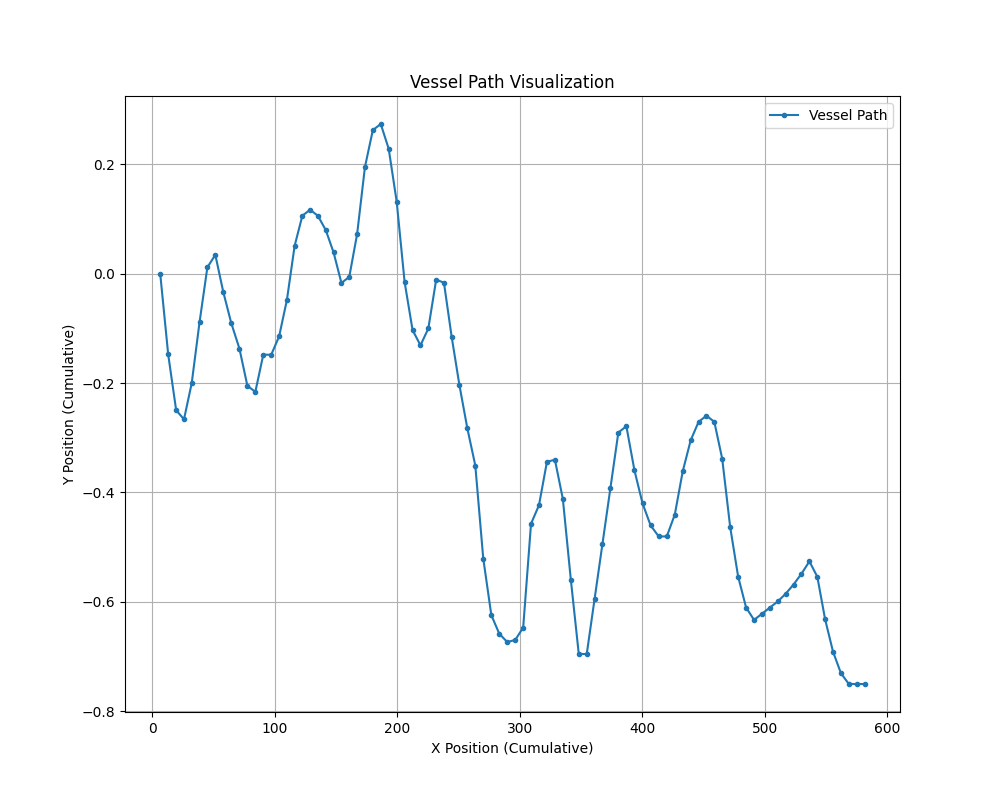 Vessel Path Visualization
Vessel Path
0.2
0.0
−0.2
−0.4
−0.6
−0.8
Y Position (Cumulative)
0 100 200 300 400 500 600
X Position (Cumulative)